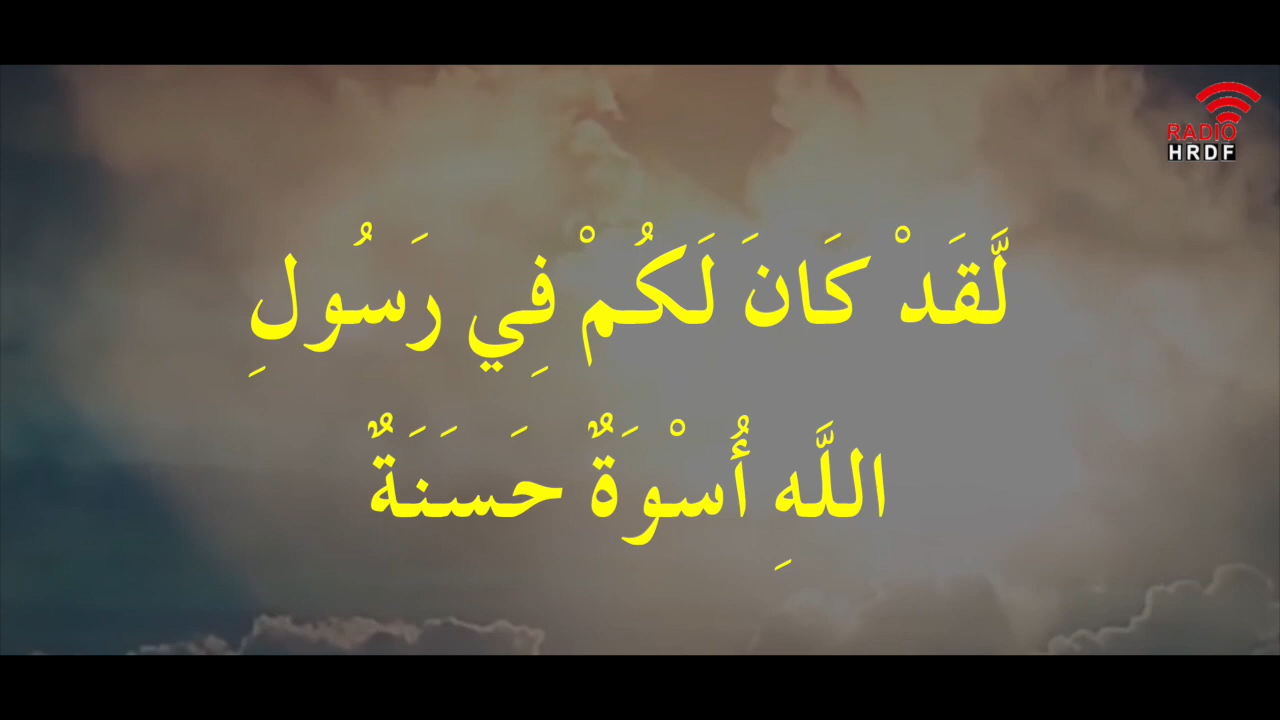 RADIO
HRDF
لَّقَدْ كَانَ لَكُمْ فِي رَسُولِ
اللَّهِ أُسْوَةٌ حَسَنَةٌ